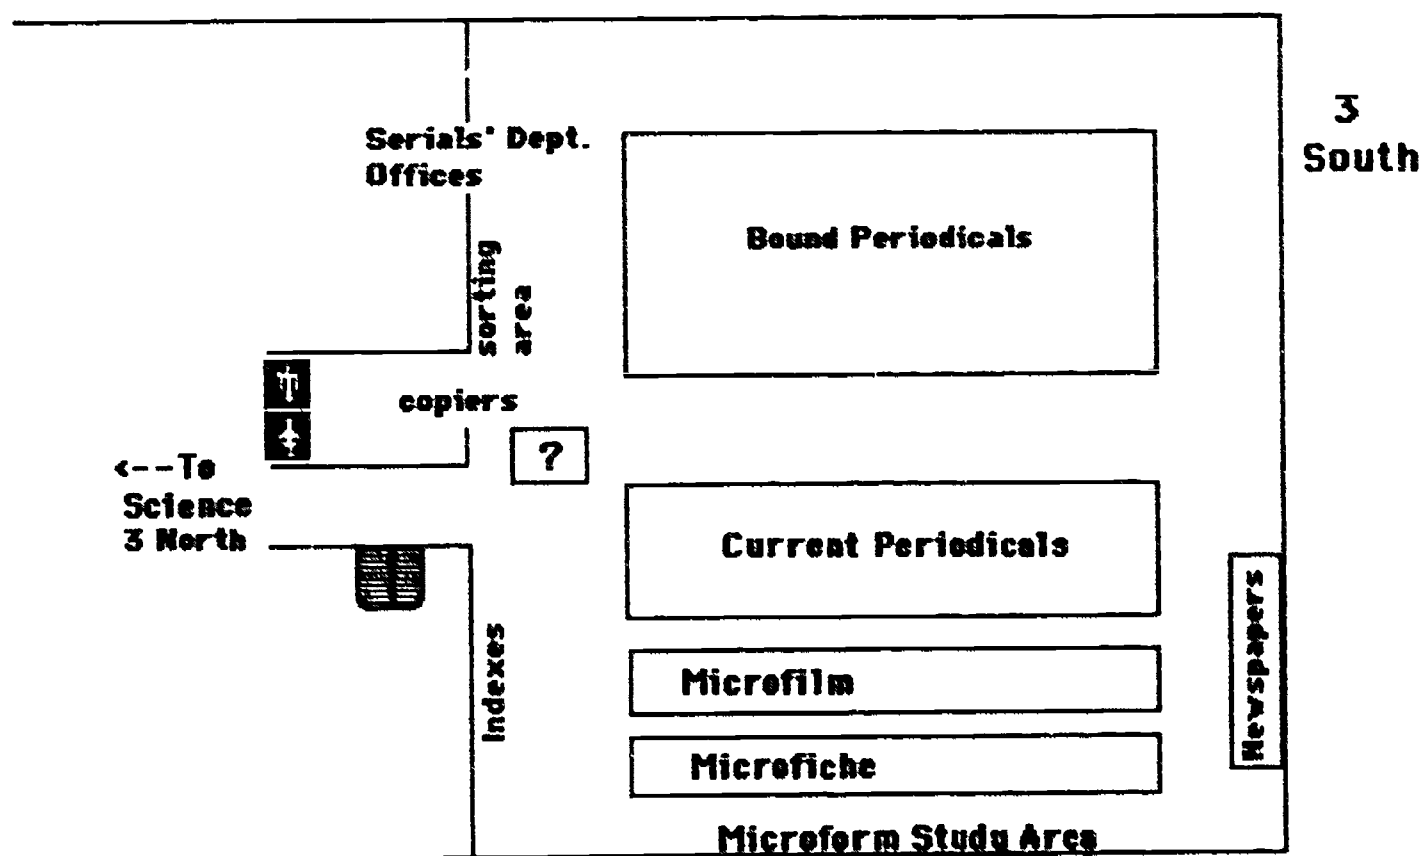 3
South
Serials' Dept.
Offices
Bound Periodicals
sorting
area
copiers
?
<--To
Science
3 North
Current Periodicals
Indexes
Newspapers
Microfilm
Microfiche
Microform Study Area